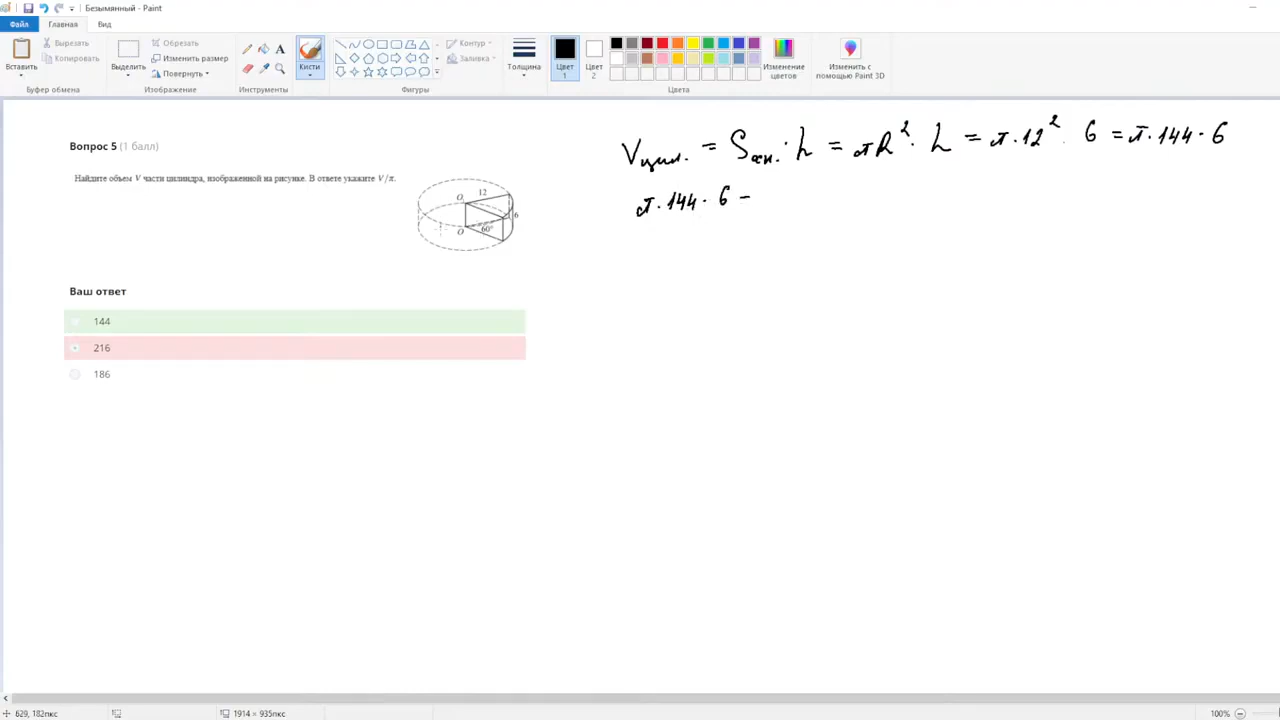 Безымянный - Paint
Файл Главная Вид
Вставить
Вырезать
Копировать
Буфер обмена
Выделить
Обрезать
Изменить размер
Повернуть
Изображение
A
Инструменты
Кисти
Контур
Заливка
Фигуры
Толщина
Цвет 1
Цвет 2
Цвета
Изменение цветов
Изменить с помощью Paint 3D
Вопрос 5 (1 балл)
Найдите объем V части цилиндра, изображенной на рисунке. В ответе укажите V/π.
O 12
6
O 60°
Vцил. = Sосн. · h = πR² · h = π · 12² · 6 = π · 144 · 6
π · 144 · 6 =
Ваш ответ
144
216
186
629, 182пкс
1914 × 935пкс
100%